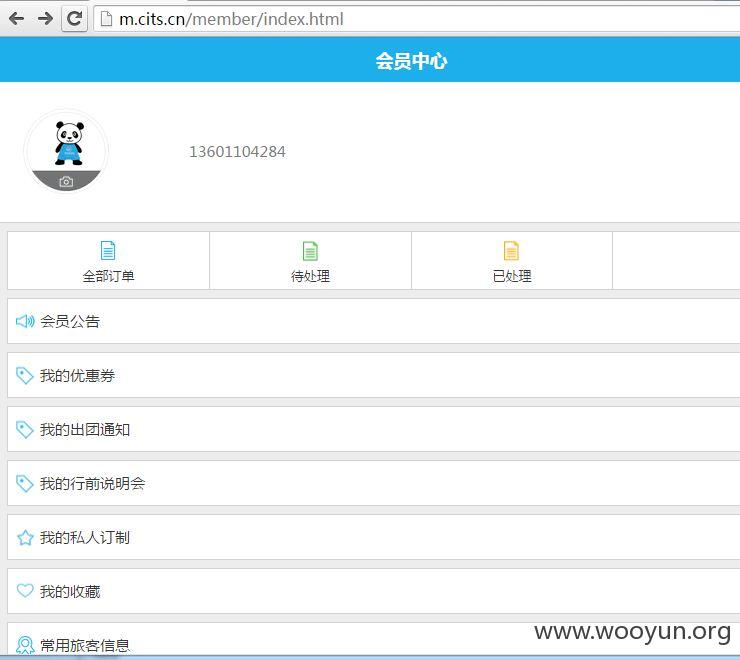 m.cits.cn/member/index.html
会员中心
13601104284
全部订单 待处理 已处理
会员公告
我的优惠券
我的出团通知
我的行前说明会
我的私人订制
我的收藏
常用旅客信息
www.wooyun.org